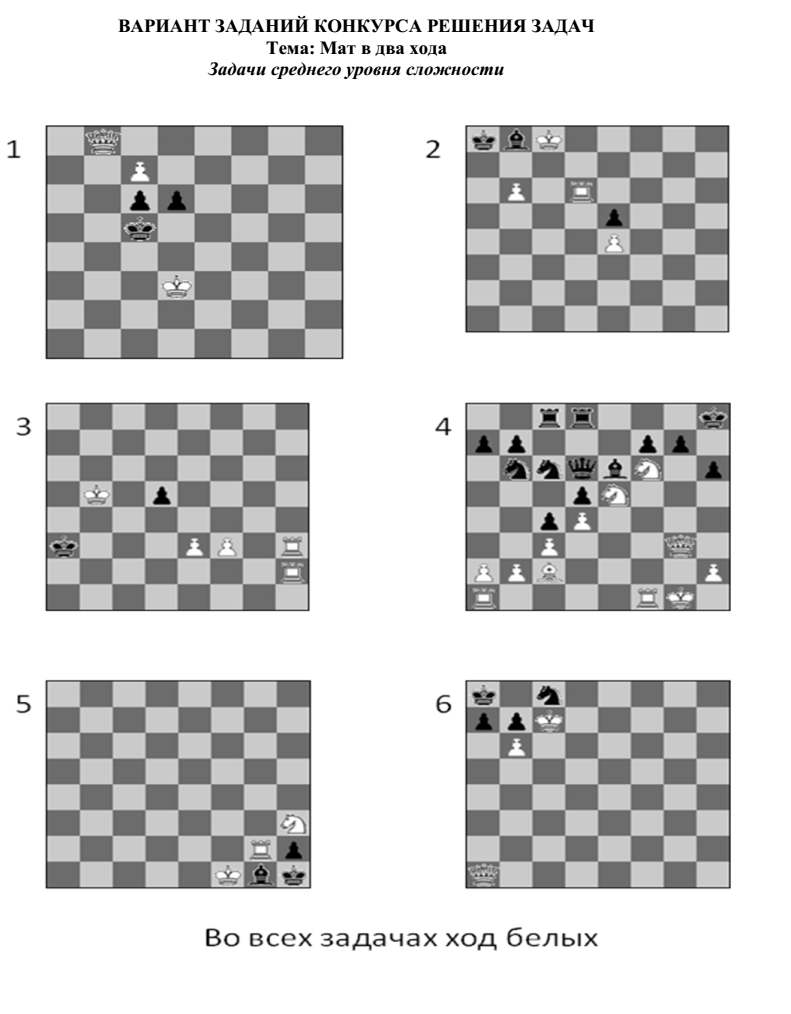 ВАРИАНТ ЗАДАНИЙ КОНКУРСА РЕШЕНИЯ ЗАДАЧ
Тема: Мат в два хода
Задачи среднего уровня сложности
1
2
3
4
5
6
Во всех задачах ход белых